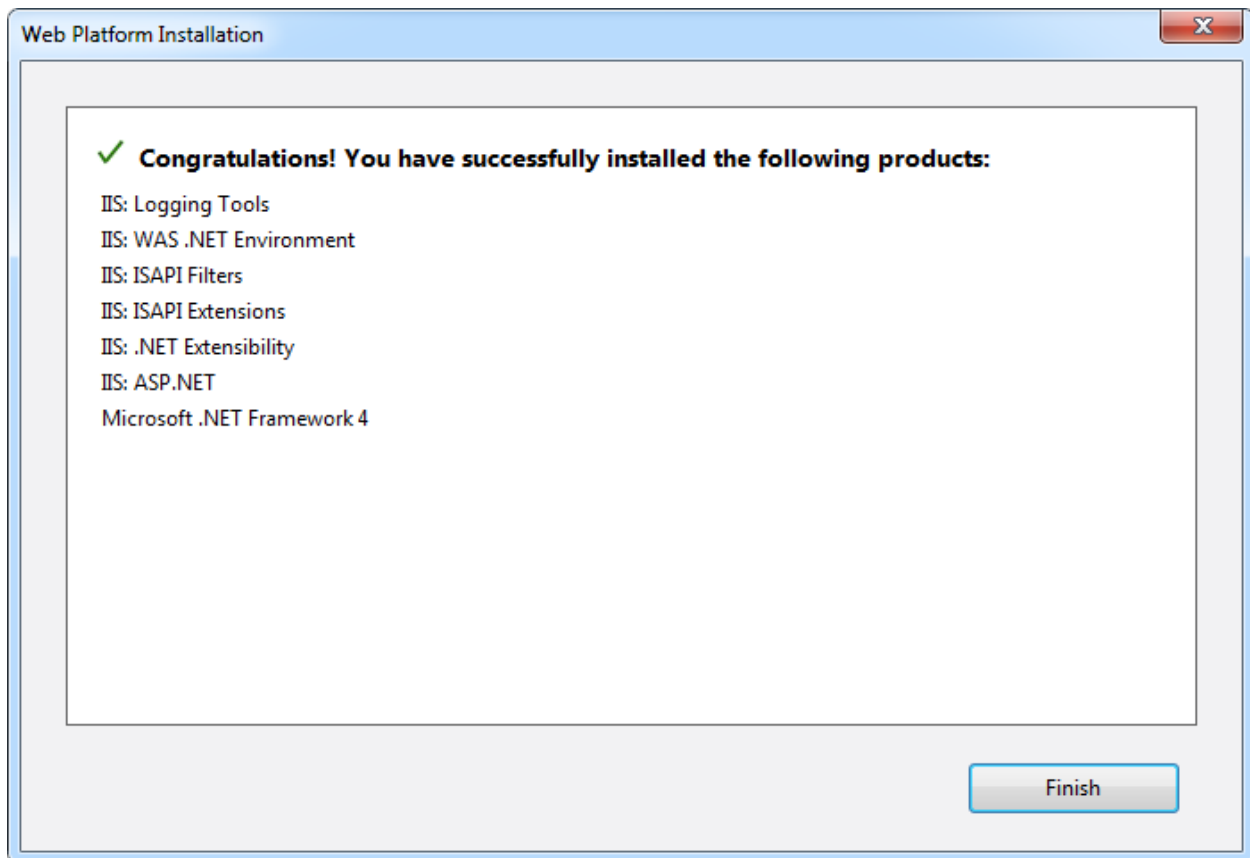 Web Platform Installation
Congratulations! You have successfully installed the following products:
IIS: Logging Tools
IIS: WAS .NET Environment
IIS: ISAPI Filters
IIS: ISAPI Extensions
IIS: .NET Extensibility
IIS: ASP.NET
Microsoft .NET Framework 4
Finish